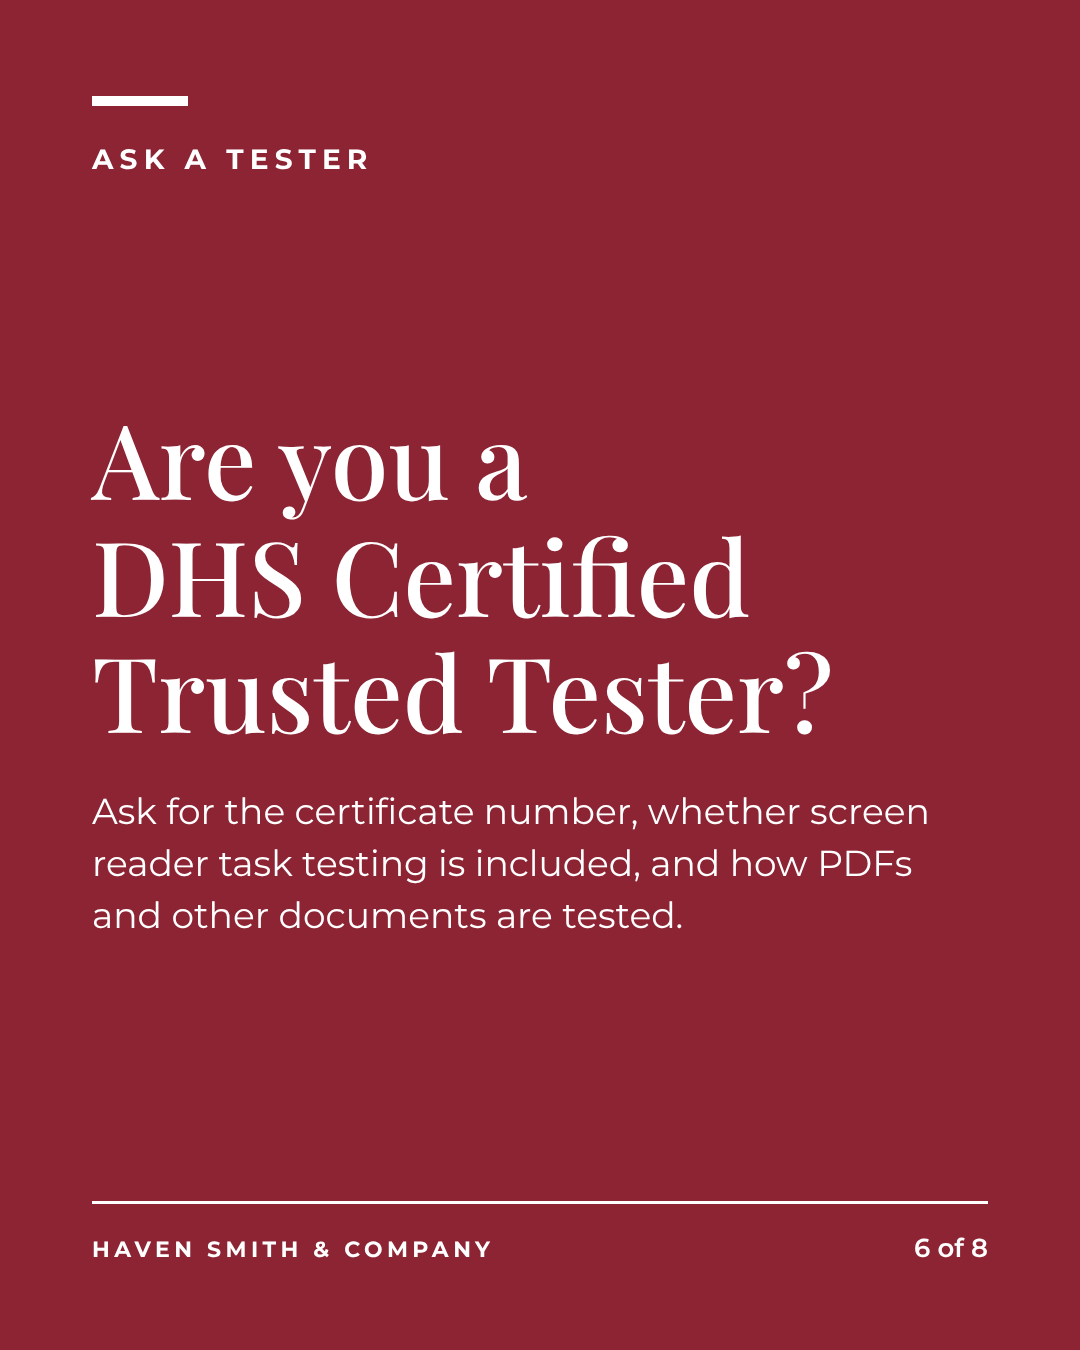 ASK A TESTER
Are you a
DHS Certified
Trusted Tester?
Ask for the certificate number, whether screen
reader task testing is included, and how PDFs
and other documents are tested.
HAVEN SMITH & COMPANY
6 of 8